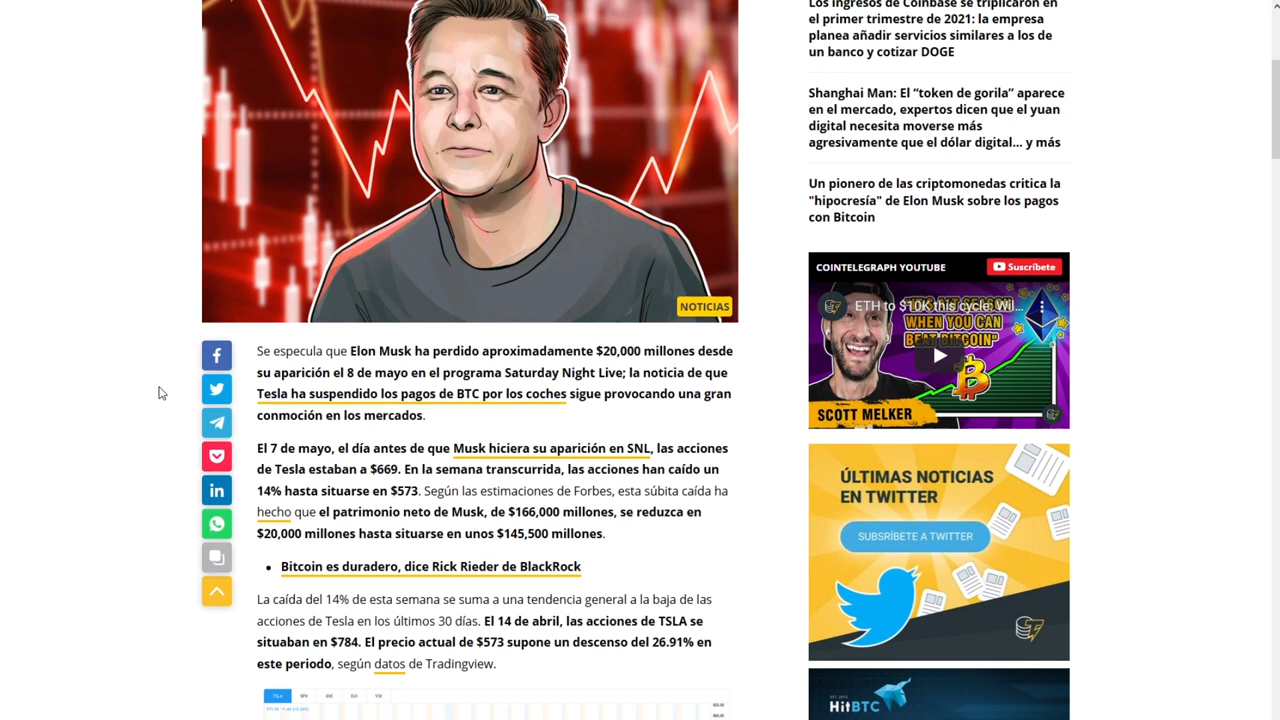 NOTICIAS
Se especula que Elon Musk ha perdido aproximadamente $20,000 millones desde
su aparición el 8 de mayo en el programa Saturday Night Live; la noticia de que
Tesla ha suspendido los pagos de BTC por los coches sigue provocando una gran
conmoción en los mercados.
El 7 de mayo, el día antes de que Musk hiciera su aparición en SNL, las acciones
de Tesla estaban a $669. En la semana transcurrida, las acciones han caído un
14% hasta situarse en $573. Según las estimaciones de Forbes, esta súbita caída ha
hecho que el patrimonio neto de Musk, de $166,000 millones, se reduzca en
$20,000 millones hasta situarse en unos $145,500 millones.
• Bitcoin es duradero, dice Rick Rieder de BlackRock
La caída del 14% de esta semana se suma a una tendencia general a la baja de las
acciones de Tesla en los últimos 30 días. El 14 de abril, las acciones de TSLA se
situaban en $784. El precio actual de $573 supone un descenso del 26.91% en
este periodo, según datos de Tradingview.
TSLA
Los ingresos de Coinbase se triplicaron en
el primer trimestre de 2021: la empresa
planea añadir servicios similares a los de
un banco y cotizar DOGE
Shanghai Man: El “token de gorila” aparece
en el mercado, expertos dicen que el yuan
digital necesita moverse más
agresivamente que el dólar digital... y más
Un pionero de las criptomonedas critica la
"hipocresía" de Elon Musk sobre los pagos
con Bitcoin
COINTELEGRAPH YOUTUBE
Suscríbete
ETH to $10K this cycle. Wil...
WHEN YOU CAN
BEAT BITCOIN"
SCOTT MELKER
ÚLTIMAS NOTICIAS
EN TWITTER
SUBSRÍBETE A TWITTER
HitBTC